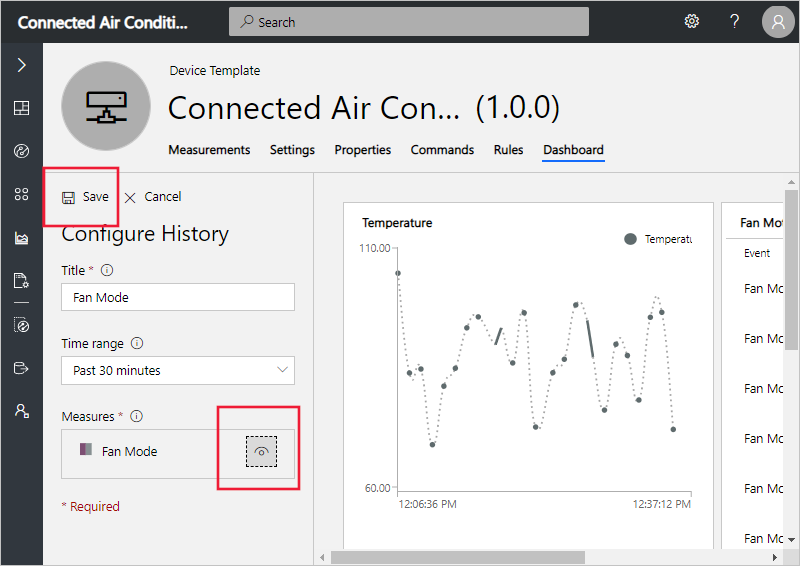 Connected Air Conditi...
Search
?
Device Template
Connected Air Con... (1.0.0)
Measurements Settings Properties Commands Rules Dashboard
Save Cancel
Configure History
Title *
Fan Mode
Time range
Past 30 minutes
Measures *
Fan Mode
* Required
Temperature
110.00
Temperatu
60.00
12:06:36 PM 12:37:12 PM
Fan Mo
Event
Fan Mo
Fan Mo
Fan Mo
Fan Mo
Fan Mo
Fan Mo